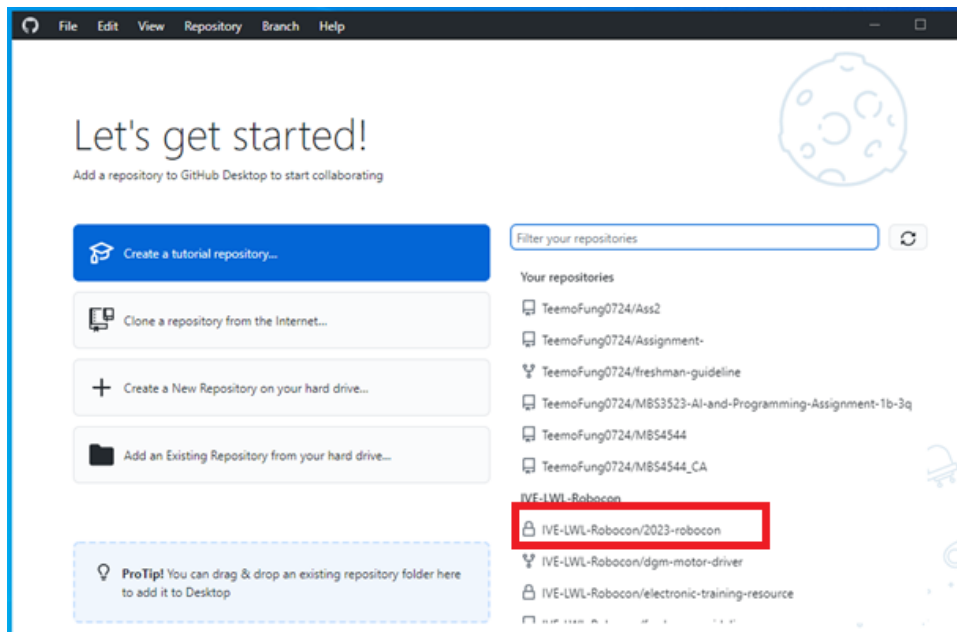 File Edit View Repository Branch Help
Let's get started!
Add a repository to GitHub Desktop to start collaborating
Create a tutorial repository...
Clone a repository from the Internet...
Create a New Repository on your hard drive...
Add an Existing Repository from your hard drive...
ProTip! You can drag & drop an existing repository folder here
to add it to Desktop
Filter your repositories
Your repositories
TeemoFung0724/Ass2
TeemoFung0724/Assignment-
TeemoFung0724/freshman-guideline
TeemoFung0724/MBS3523-AI-and-Programming-Assignment-1b-3q
TeemoFung0724/MBS4544
TeemoFung0724/MBS4544_CA
IVE-LWL-Robocon
IVE-LWL-Robocon/2023-robocon
IVE-LWL-Robocon/dgm-motor-driver
IVE-LWL-Robocon/electronic-training-resource